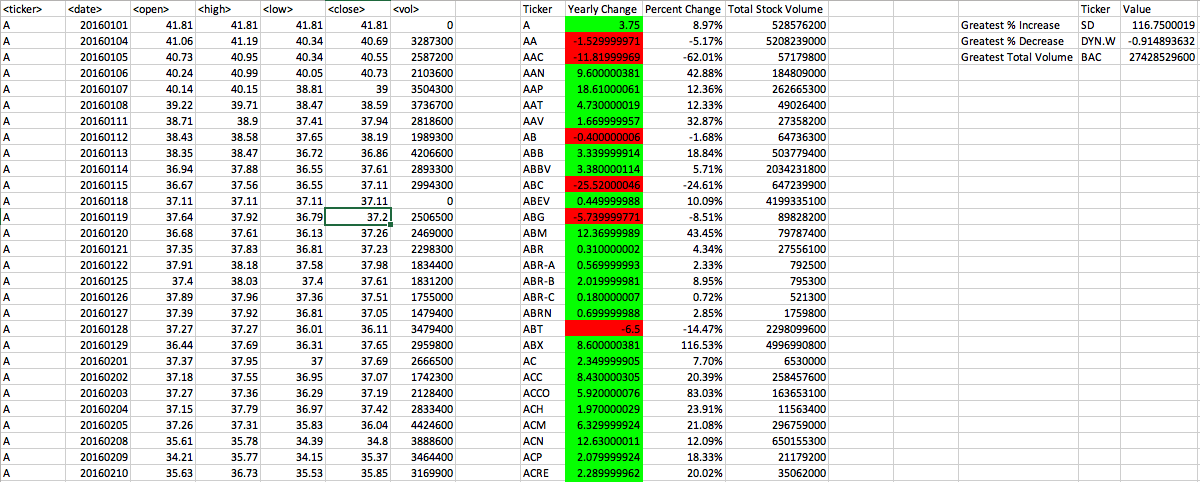 <ticker> <date> <open> <high> <low> <close> <vol> Ticker Yearly Change Percent Change Total Stock Volume Ticker Value
A 20160101 41.81 41.81 41.81 41.81 0 A 3.75 8.97% 528576200 Greatest % Increase SD 116.7500019
A 20160104 41.06 41.19 40.34 40.69 3287300 AA -1.529999971 -5.17% 5208239000 Greatest % Decrease DYN.W -0.914893632
A 20160105 40.73 40.95 40.34 40.55 2587200 AAC -11.81999969 -62.01% 57179800 Greatest Total Volume BAC 27428529600
A 20160106 40.24 40.99 40.05 40.73 2103600 AAN 9.600000381 42.88% 184809000
A 20160107 40.14 40.15 38.81 39 3504300 AAP 18.61000061 12.36% 262665300
A 20160108 39.22 39.71 38.47 38.59 3736700 AAT 4.730000019 12.33% 49026400
A 20160111 38.71 38.9 37.41 37.94 2818600 AAV 1.669999957 32.87% 27358200
A 20160112 38.43 38.58 37.65 38.19 1989300 AB -0.400000006 -1.68% 64736300
A 20160113 38.35 38.47 36.72 36.86 4206600 ABB 3.339999914 18.84% 503779400
A 20160114 36.94 37.88 36.55 37.61 2893300 ABBV 3.380000114 5.71% 2034231800
A 20160115 36.67 37.56 36.55 37.11 2994300 ABC -25.52000046 -24.61% 647239900
A 20160118 37.11 37.11 37.11 37.11 0 ABEV 0.449999988 10.09% 4199335100
A 20160119 37.64 37.92 36.79 37.2 2506500 ABG -5.739999771 -8.51% 89828200
A 20160120 36.68 37.61 36.13 37.26 2469000 ABM 12.36999989 43.45% 79787400
A 20160121 37.35 37.83 36.81 37.23 2298300 ABR 0.310000002 4.34% 27556100
A 20160122 37.91 38.18 37.58 37.98 1834400 ABR-A 0.569999993 2.33% 792500
A 20160125 37.4 38.03 37.4 37.61 1831200 ABR-B 2.019999981 8.95% 795300
A 20160126 37.89 37.96 37.36 37.51 1755000 ABR-C 0.180000007 0.72% 521300
A 20160127 37.39 37.92 36.81 37.05 1479400 ABRN 0.699999988 2.85% 1759800
A 20160128 37.27 37.27 36.01 36.11 3479400 ABT -6.5 -14.47% 2298099600
A 20160129 36.44 37.69 36.31 37.65 2959800 ABX 8.600000381 116.53% 4996990800
A 20160201 37.37 37.95 37 37.69 2666500 AC 2.349999905 7.70% 6530000
A 20160202 37.18 37.55 36.95 37.07 1742300 ACC 8.430000305 20.39% 258457600
A 20160203 37.27 37.36 36.29 37.19 2128400 ACCO 5.920000076 83.03% 163653100
A 20160204 37.15 37.79 36.97 37.42 2833400 ACH 1.970000029 23.91% 11563400
A 20160205 37.26 37.31 35.83 36.04 4424600 ACM 6.329999924 21.08% 296759000
A 20160208 35.61 35.78 34.39 34.8 3888600 ACN 12.63000011 12.09% 650155300
A 20160209 34.21 35.77 34.15 35.37 3464400 ACP 2.079999924 18.33% 21179200
A 20160210 35.63 36.73 35.53 35.85 3169900 ACRE 2.289999962 20.02% 35062000